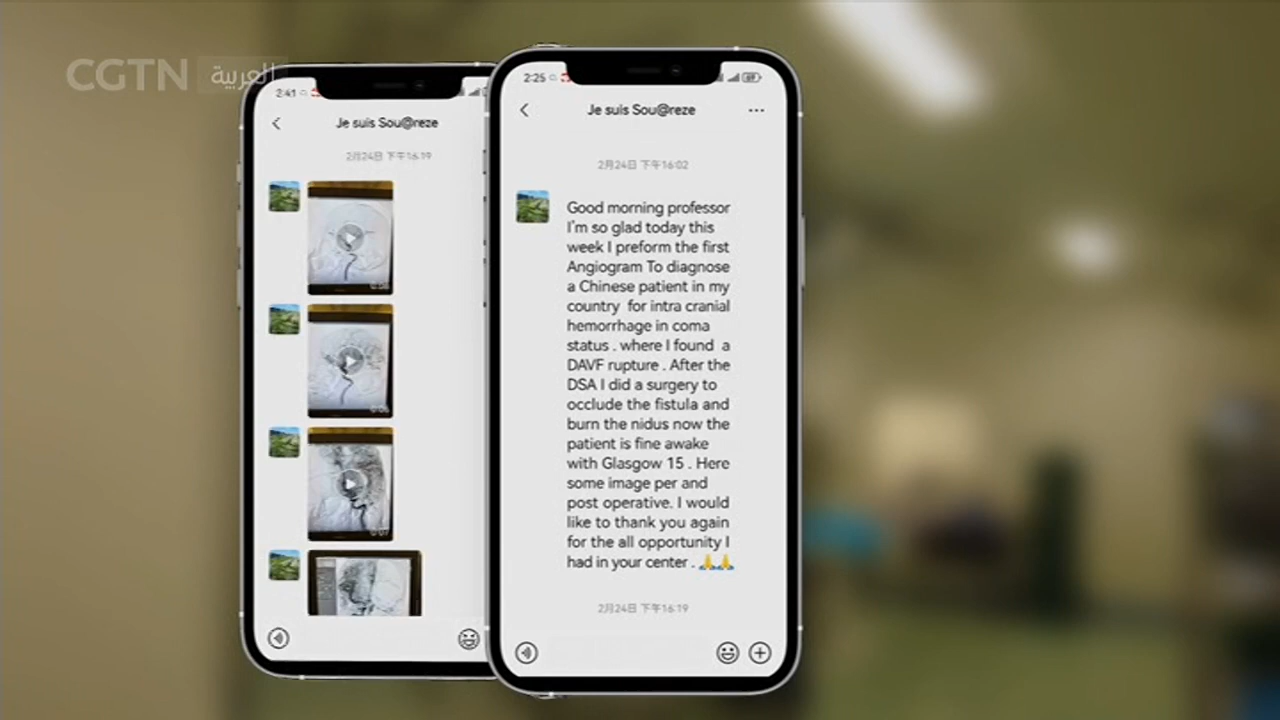 CGTN العربية
2:41
Je suis Sou@reze
2月24日 下午16:19
2:25
Je suis Sou@reze
2月24日 下午16:02
Good morning professor
I'm so glad today this
week I preform the first
Angiogram To diagnose
a Chinese patient in my
country for intra cranial
hemorrhage in coma
status . where I found a
DAVF rupture . After the
DSA I did a surgery to
occlude the fistula and
burn the nidus now the
patient is fine awake
with Glasgow 15 . Here
some image per and
post operative. I would
like to thank you again
for the all opportunity I
had in your center . 🙏🙏
2月24日 下午16:19